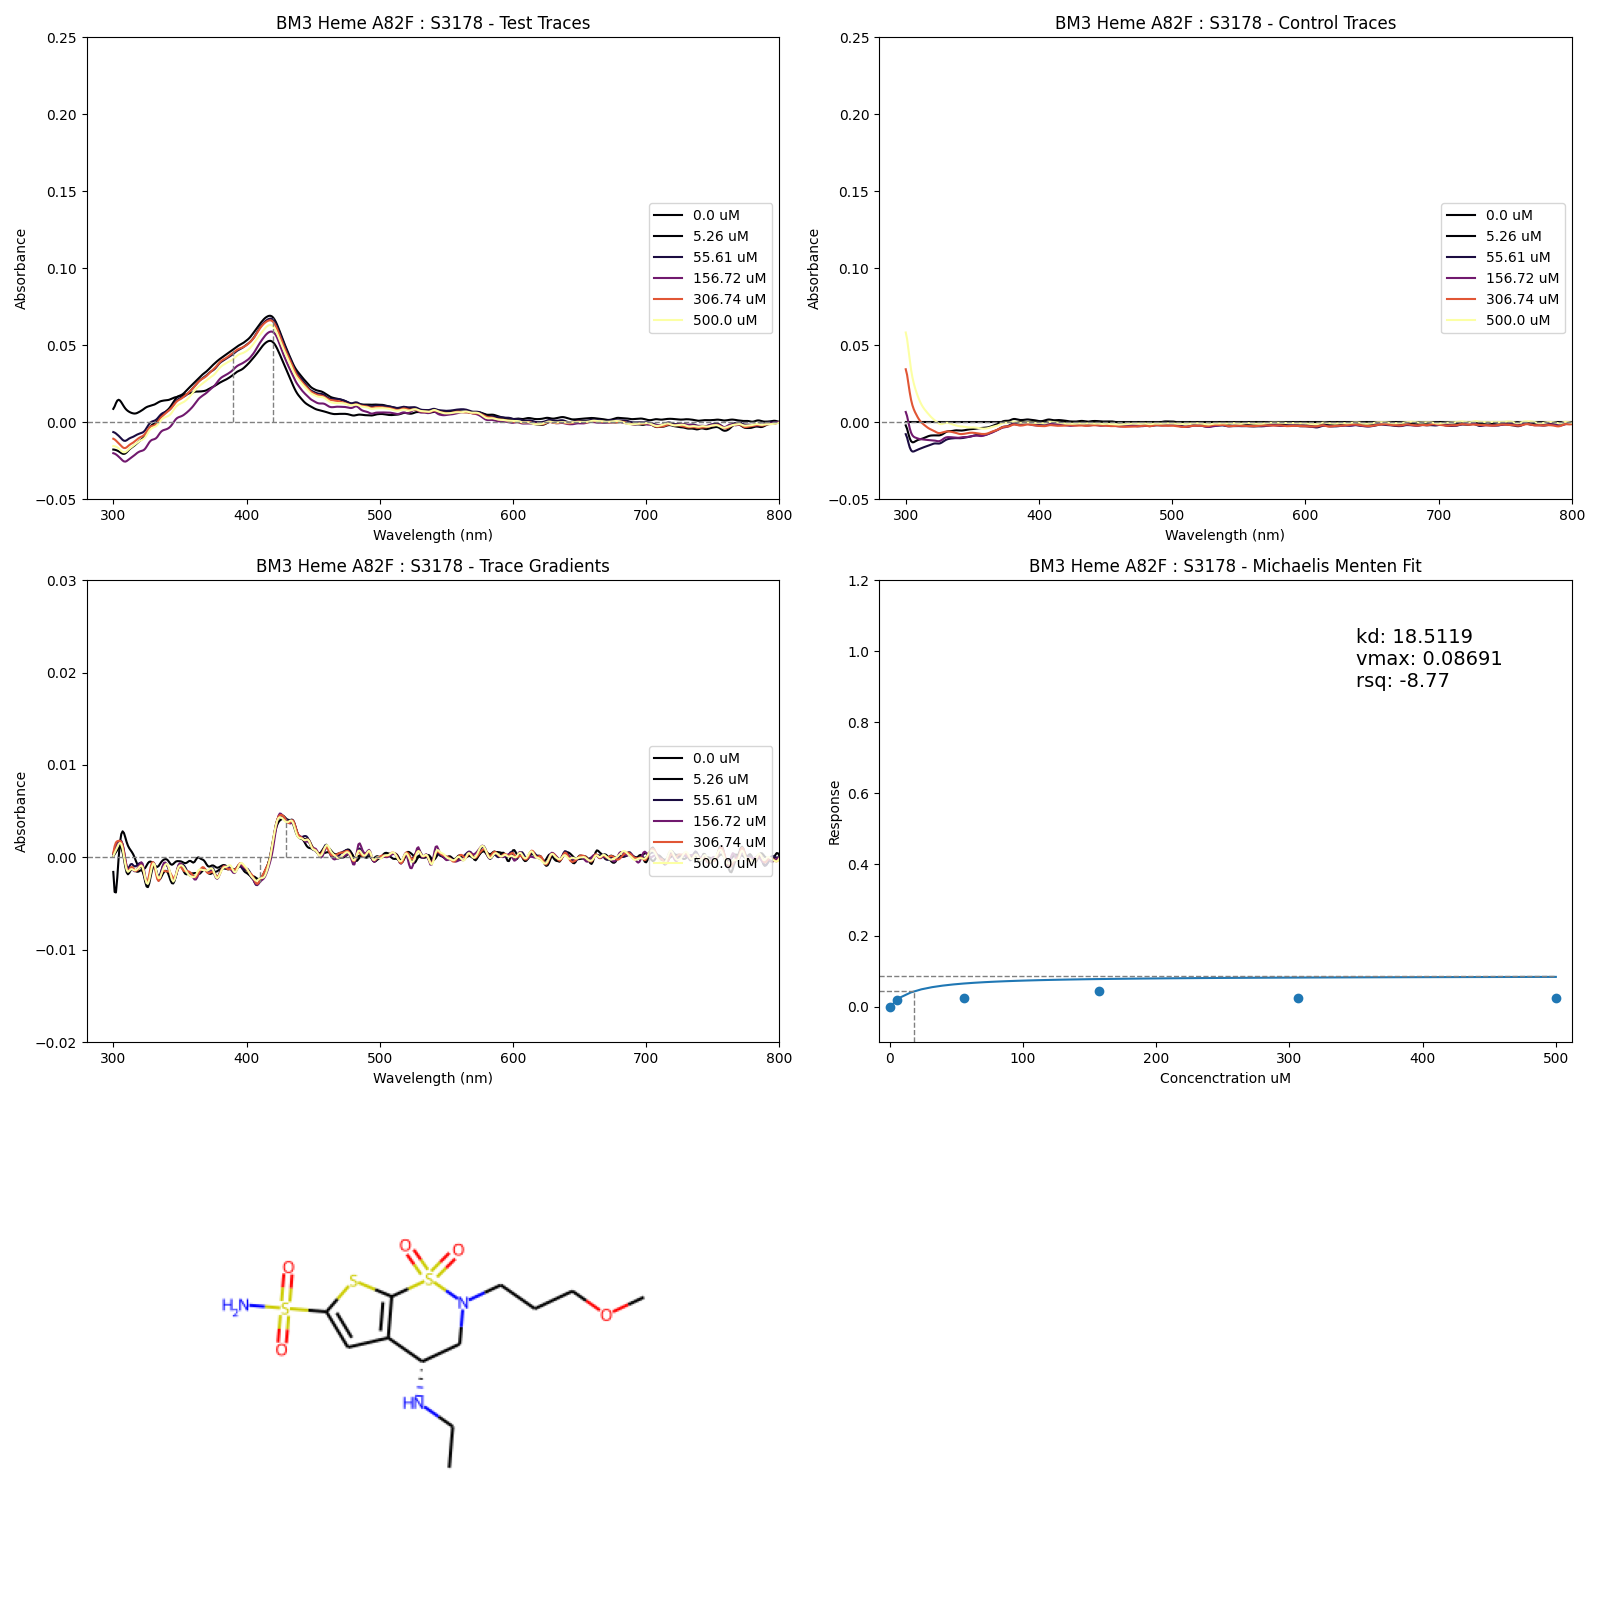 BM3 Heme A82F : S3178 - Test Traces
Absorbance
0.25
0.20
0.15
0.10
0.05
0.00
−0.05
0.0 uM
5.26 uM
55.61 uM
156.72 uM
306.74 uM
500.0 uM
300 400 500 600 700 800
Wavelength (nm)
BM3 Heme A82F : S3178 - Control Traces
Absorbance
0.25
0.20
0.15
0.10
0.05
0.00
−0.05
0.0 uM
5.26 uM
55.61 uM
156.72 uM
306.74 uM
500.0 uM
300 400 500 600 700 800
Wavelength (nm)
BM3 Heme A82F : S3178 - Trace Gradients
Absorbance
0.03
0.02
0.01
0.00
−0.01
−0.02
0.0 uM
5.26 uM
55.61 uM
156.72 uM
306.74 uM
500.0 uM
300 400 500 600 700 800
Wavelength (nm)
BM3 Heme A82F : S3178 - Michaelis Menten Fit
Response
1.2
1.0
0.8
0.6
0.4
0.2
0.0
kd: 18.5119
vmax: 0.08691
rsq: -8.77
0 100 200 300 400 500
Concenctration uM
O O
O S S
H2N S N
O O
HN